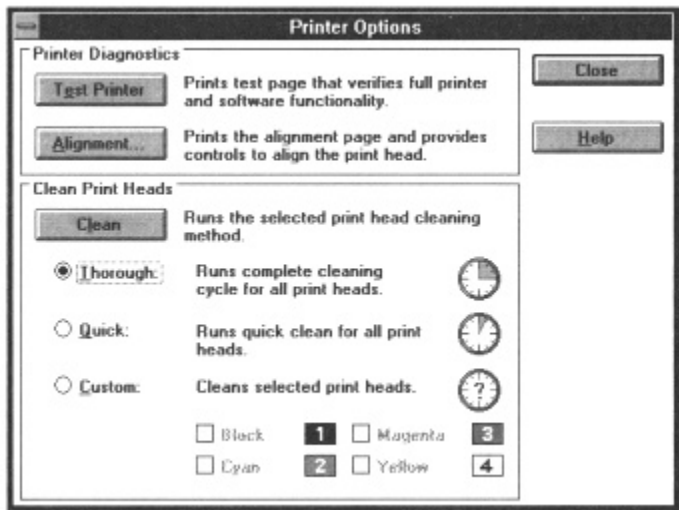 Printer Options
Printer Diagnostics
Test Printer
Prints test page that verifies full printer
and software functionality.
Alignment...
Prints the alignment page and provides
controls to align the print head.
Close
Help
Clean Print Heads
Clean
Runs the selected print head cleaning
method.
Thorough:
Runs complete cleaning
cycle for all print heads.
Quick:
Runs quick clean for all print
heads.
Custom:
Cleans selected print heads.
?
Black 1 Magenta 3
Cyan 2 Yellow 4